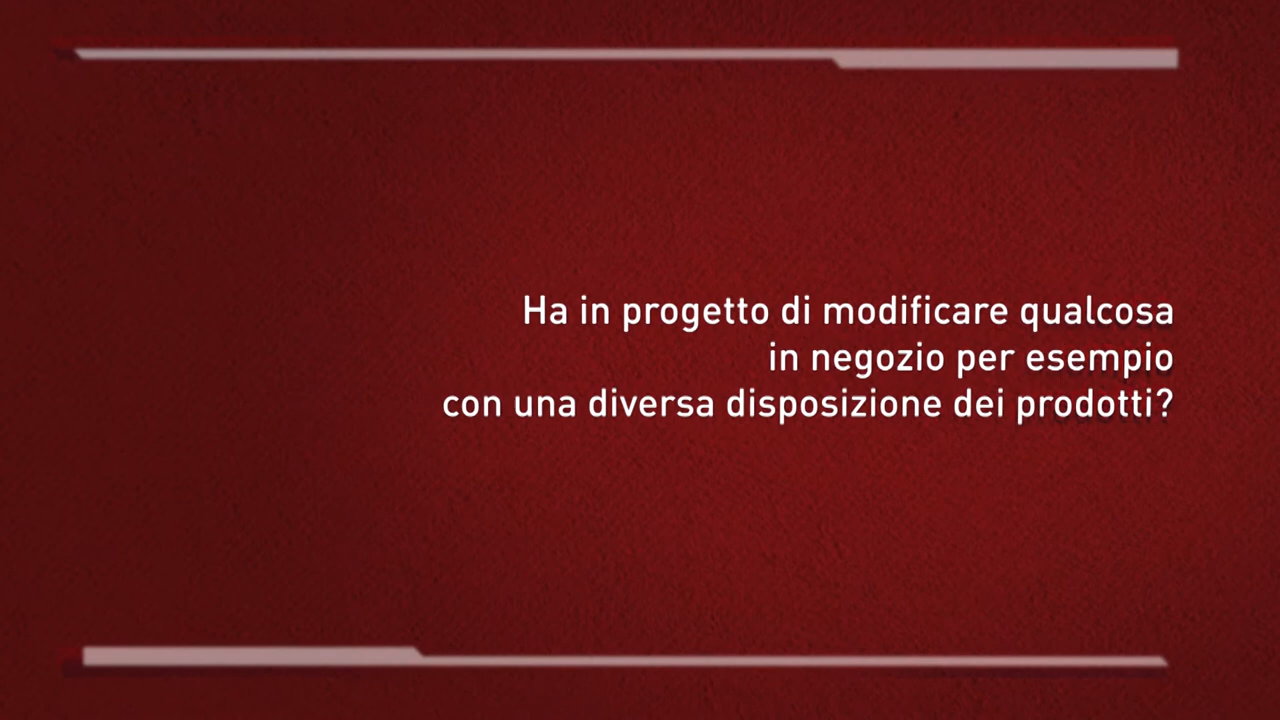 Ha in progetto di modificare qualcosa
in negozio per esempio
con una diversa disposizione dei prodotti?